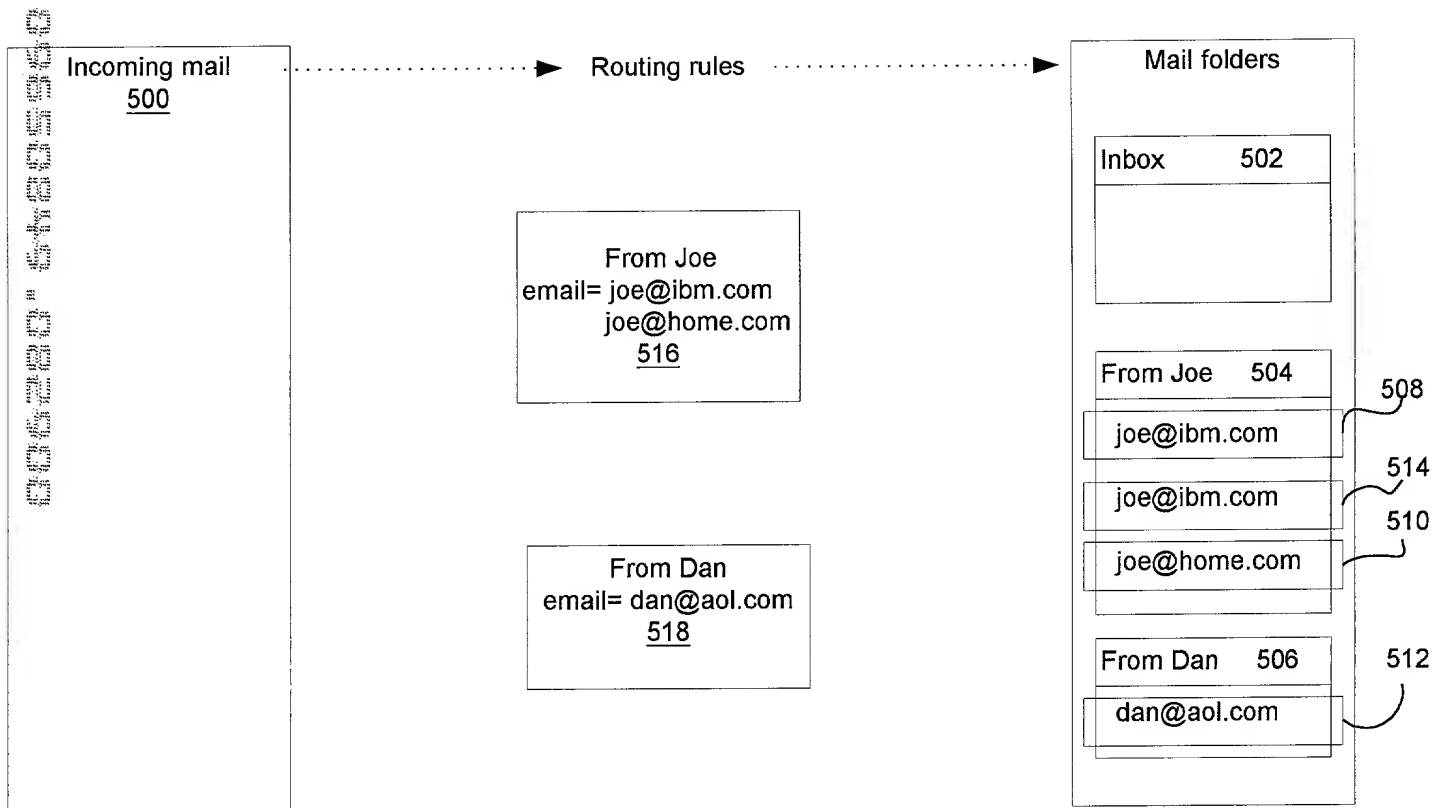 Incoming mail
500
Routing rules
Mail folders
Inbox 502
From Joe
email= joe@ibm.com
joe@home.com
516
From Joe 504
508
joe@ibm.com
514
joe@ibm.com
510
joe@home.com
From Dan
email= dan@aol.com
518
From Dan 506
512
dan@aol.com